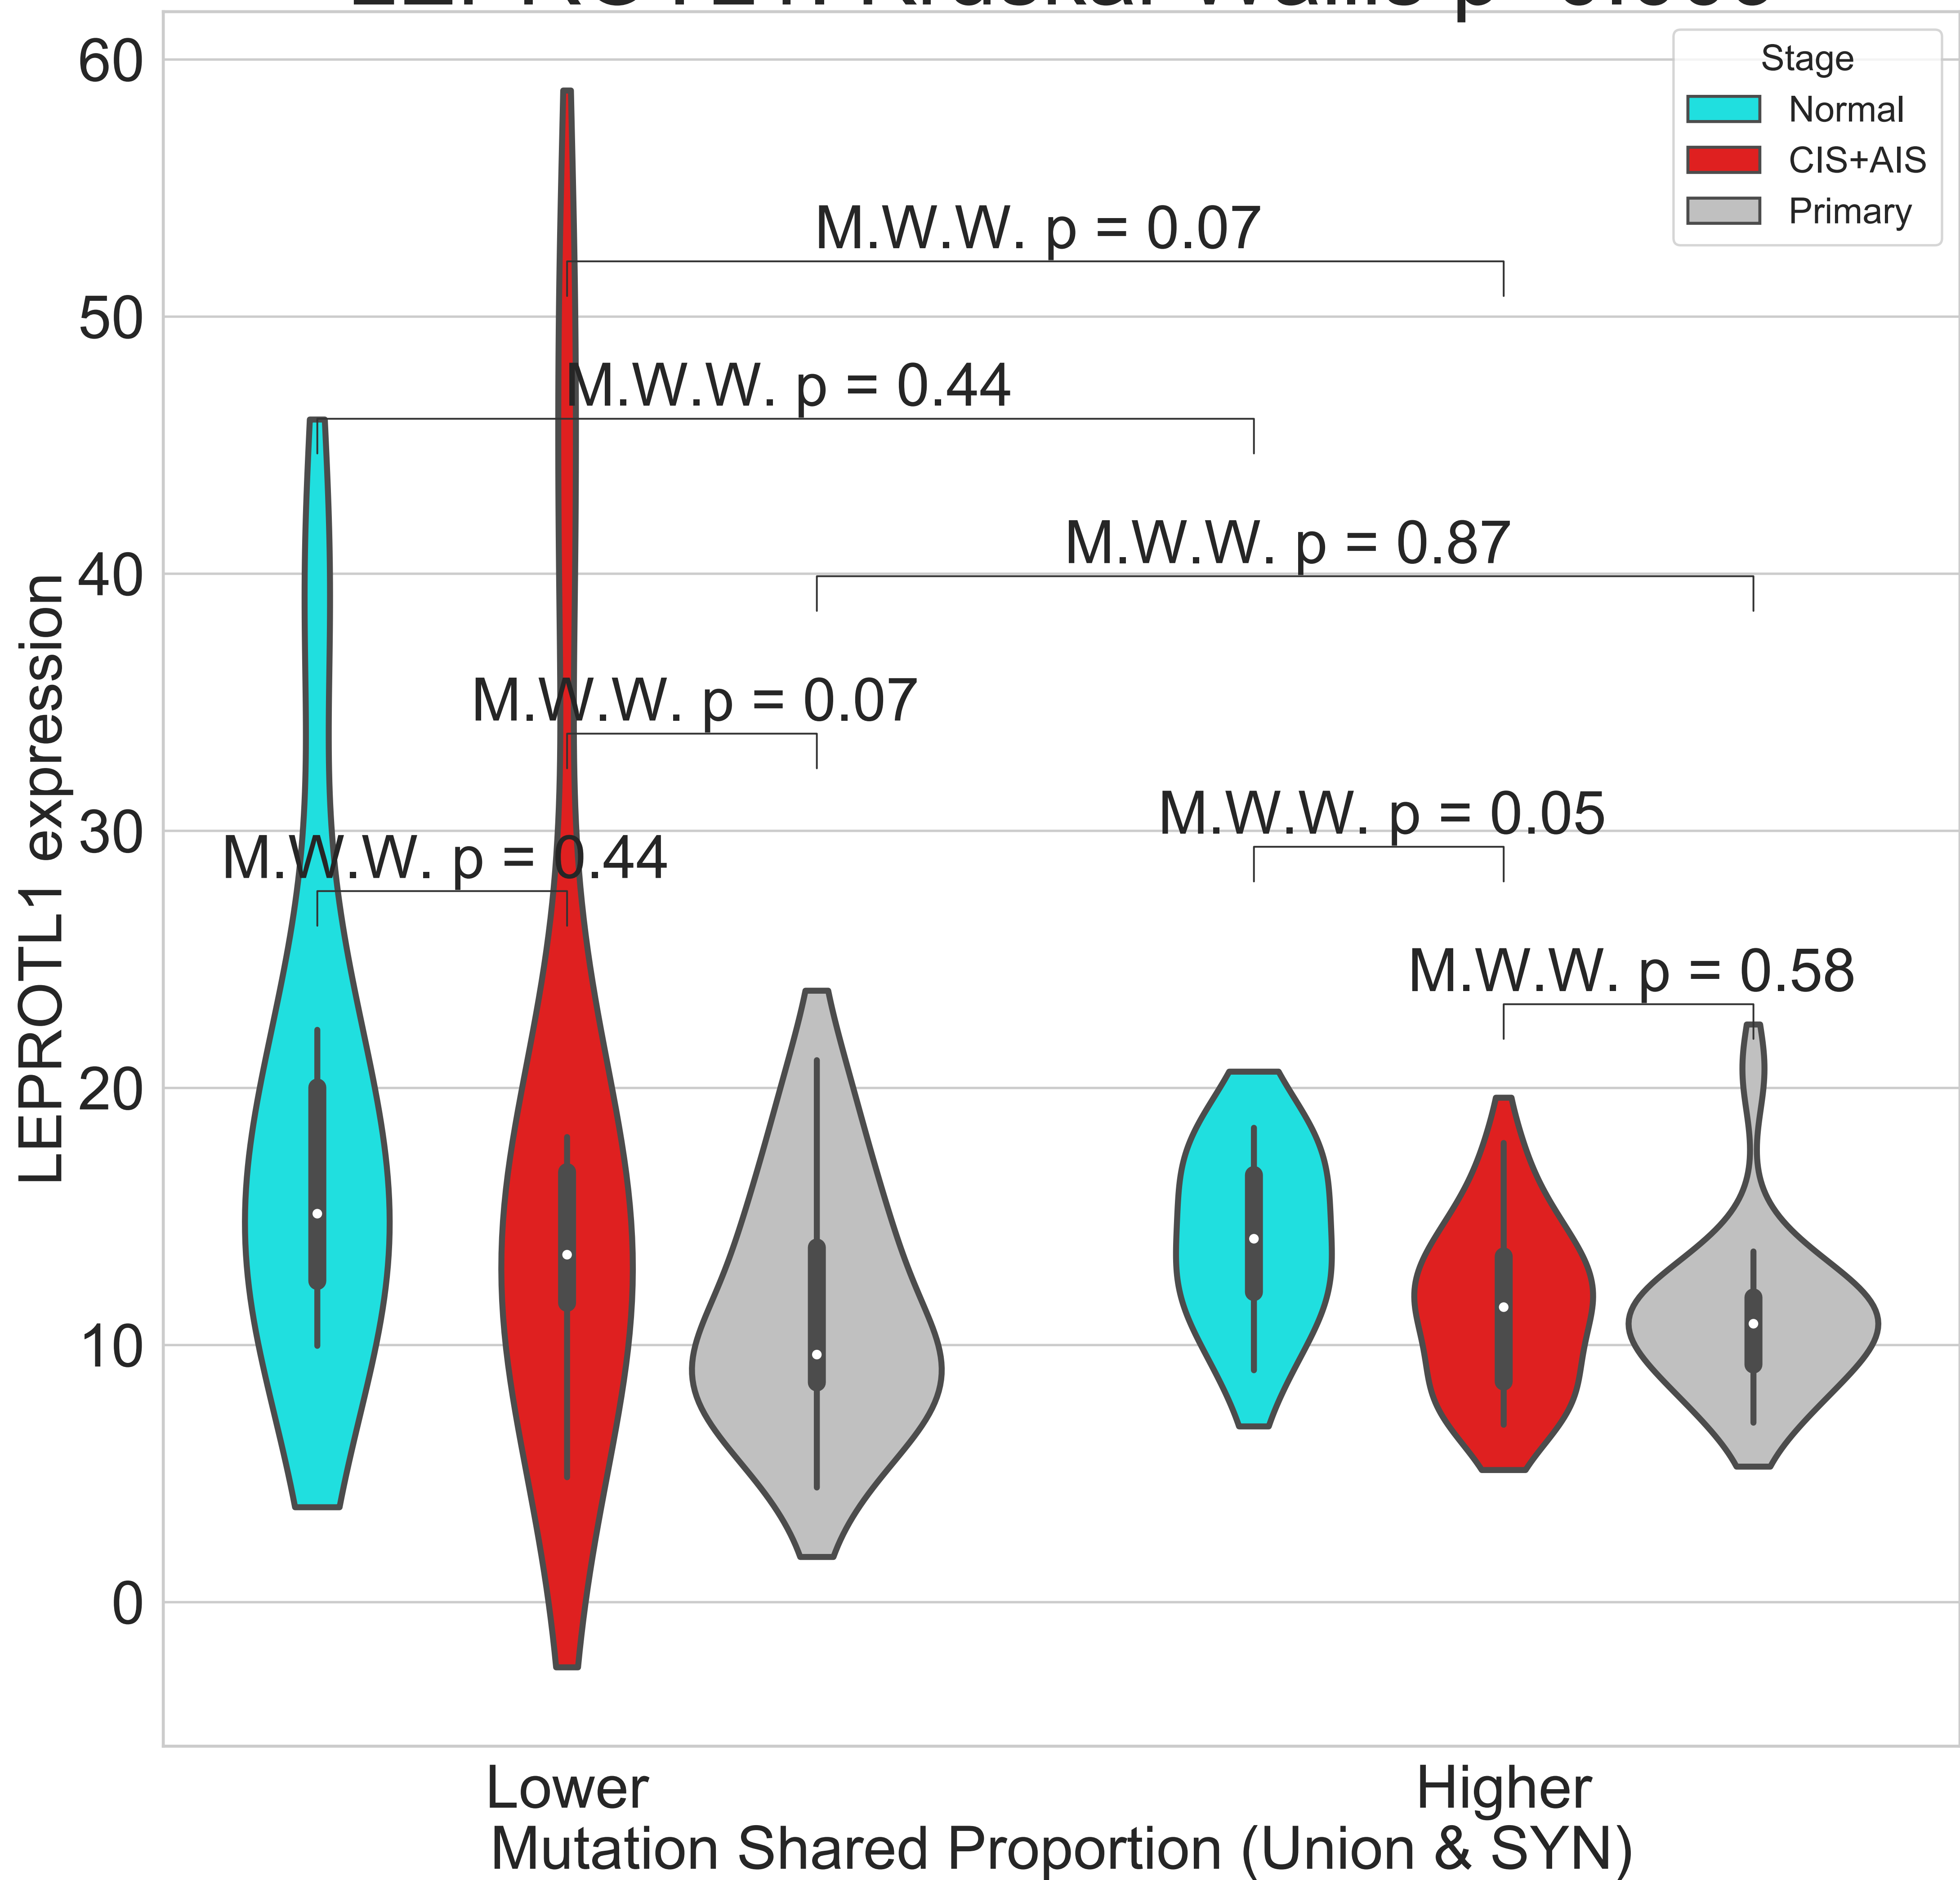 60
50
40
30
20
10
0
LEPROTL1 expression
Stage
Normal
CIS+AIS
Primary
M.W.W. p = 0.07
M.W.W. p = 0.44
M.W.W. p = 0.87
M.W.W. p = 0.07
M.W.W. p = 0.05
M.W.W. p = 0.44
M.W.W. p = 0.58
Lower
Higher
Mutation Shared Proportion (Union & SYN)